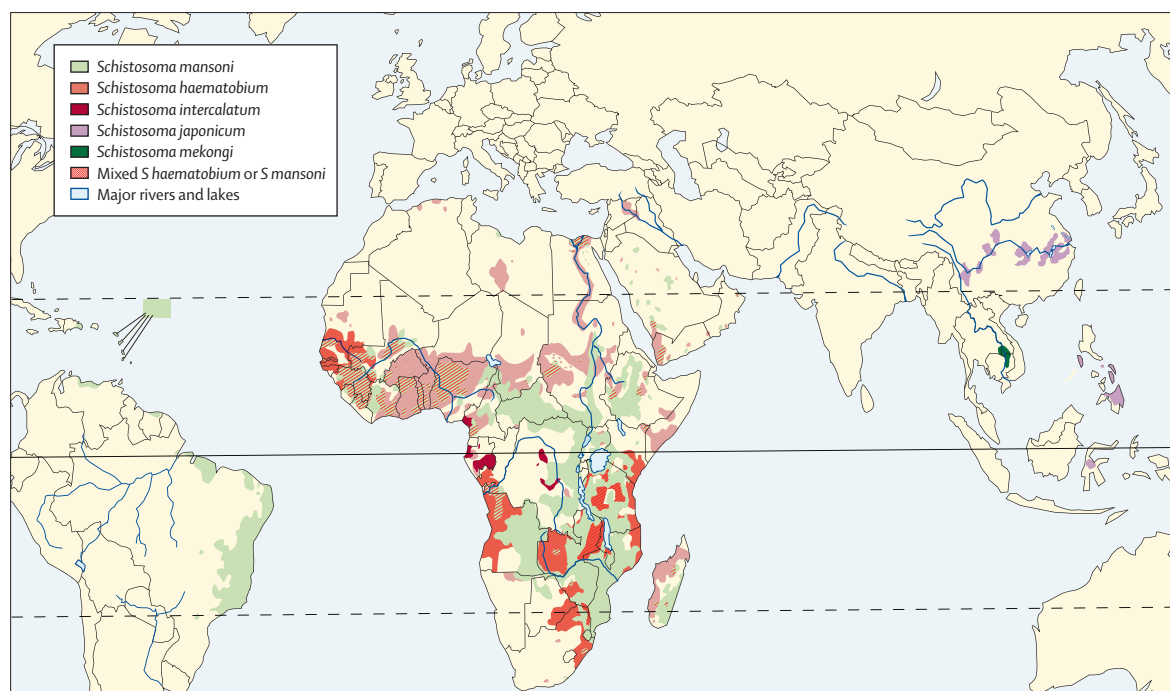 Schistosoma mansoni
Schistosoma haematobium
Schistosoma intercalatum
Schistosoma japonicum
Schistosoma mekongi
Mixed S haematobium or S mansoni
Major rivers and lakes